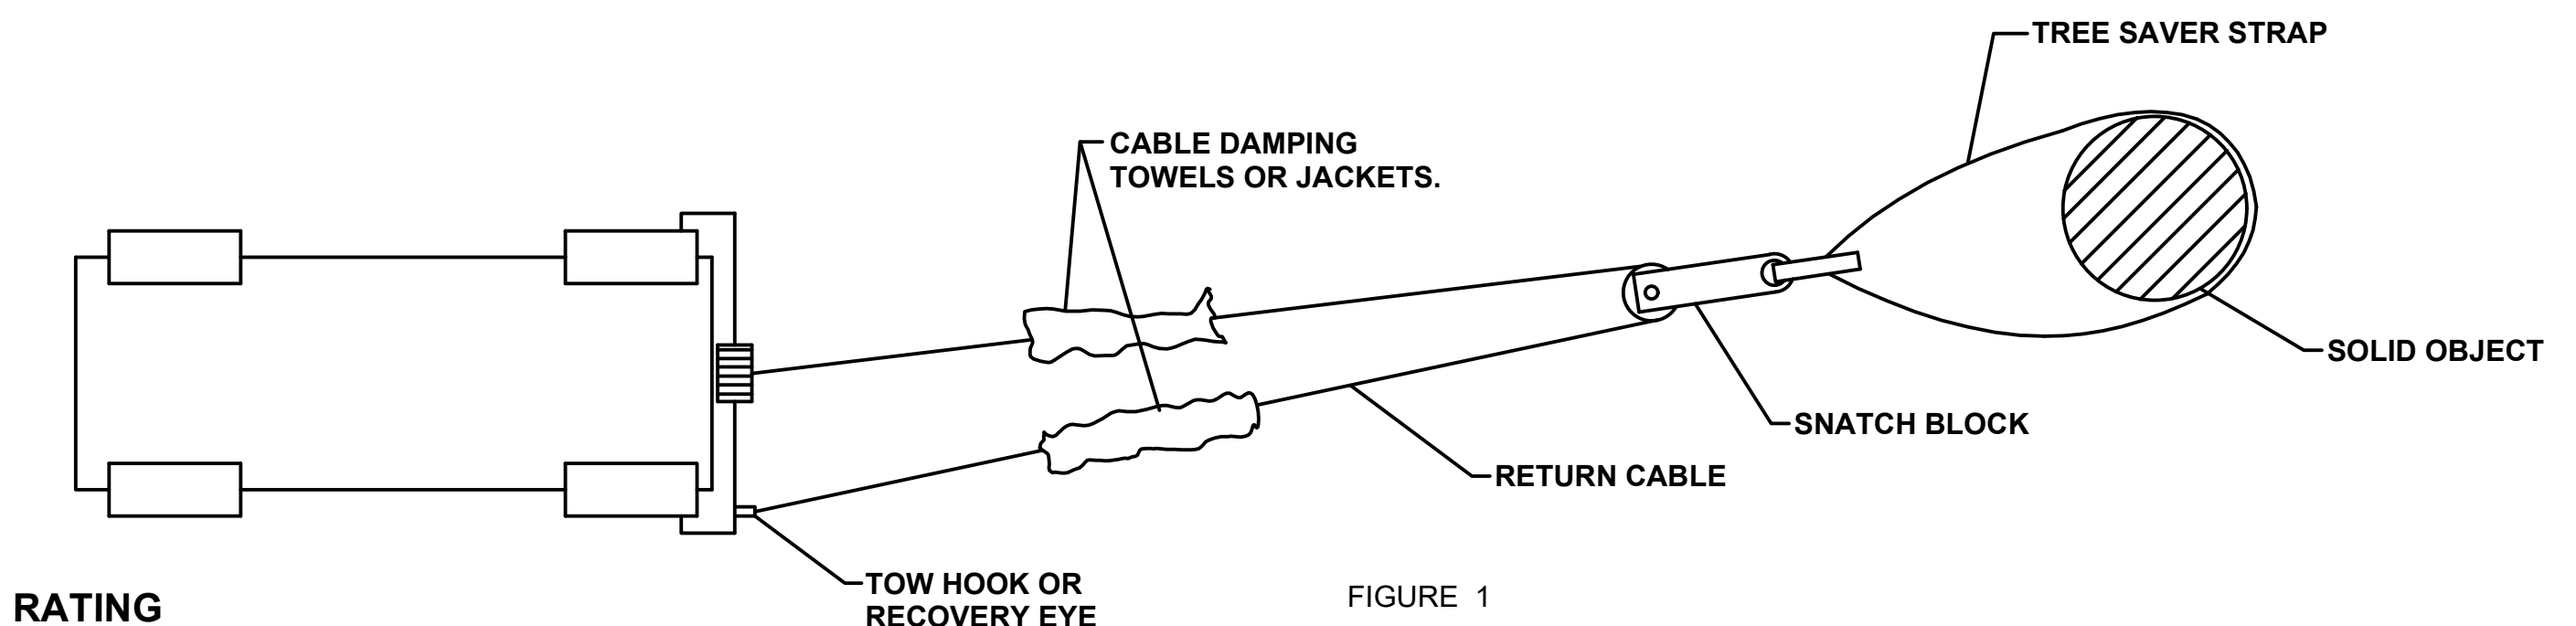 TREE SAVER STRAP
CABLE DAMPING
TOWELS OR JACKETS.
SOLID OBJECT
SNATCH BLOCK
RETURN CABLE
TOW HOOK OR
RECOVERY EYE
FIGURE 1
RATING